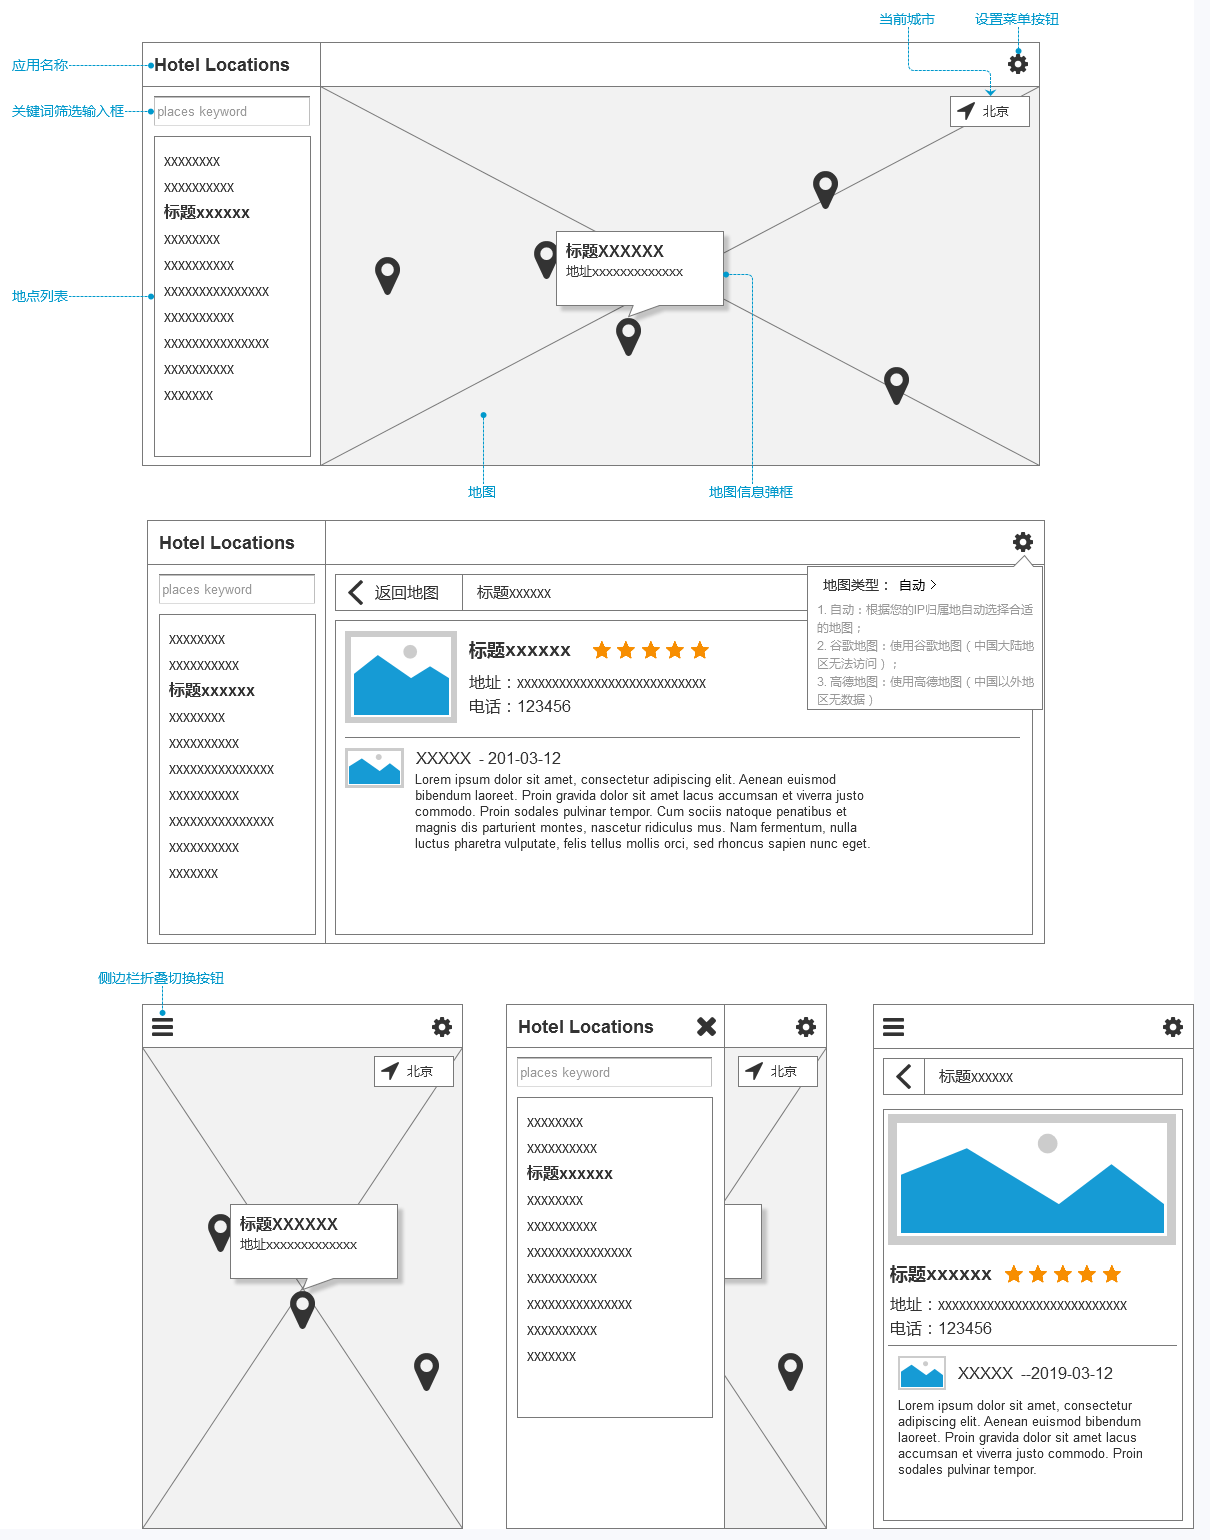 当前城市
设置菜单按钮
应用名称
Hotel Locations
关键词筛选输入框
places keyword
北京
xxxxxxxx
xxxxxxxxxx
标题xxxxxx
xxxxxxxx
xxxxxxxxxx
xxxxxxxxxxxxxxx
xxxxxxxxxx
xxxxxxxxxxxxxxx
xxxxxxxxxx
xxxxxxx
地点列表
标题XXXXXX
地址xxxxxxxxxxxxx
地图
地图信息弹框
Hotel Locations
places keyword
xxxxxxxx
xxxxxxxxxx
标题xxxxxx
xxxxxxxx
xxxxxxxxxx
xxxxxxxxxxxxxxx
xxxxxxxxxx
xxxxxxxxxxxxxxx
xxxxxxxxxx
xxxxxxx
返回地图
标题xxxxxx
地图类型： 自动
1. 自动：根据您的IP归属地自动选择合适
的地图；
2. 谷歌地图：使用谷歌地图（中国大陆地
区无法访问）；
3. 高德地图：使用高德地图（中国以外地
区无数据）
标题xxxxxx
地址：xxxxxxxxxxxxxxxxxxxxxxxxxxx
电话：123456
XXXXX - 201-03-12
Lorem ipsum dolor sit amet, consectetur adipiscing elit. Aenean euismod
bibendum laoreet. Proin gravida dolor sit amet lacus accumsan et viverra justo
commodo. Proin sodales pulvinar tempor. Cum sociis natoque penatibus et
magnis dis parturient montes, nascetur ridiculus mus. Nam fermentum, nulla
luctus pharetra vulputate, felis tellus mollis orci, sed rhoncus sapien nunc eget.
侧边栏折叠切换按钮
北京
标题XXXXXX
地址xxxxxxxxxxxxx
Hotel Locations
places keyword
北京
xxxxxxxx
xxxxxxxxxx
标题xxxxxx
xxxxxxxx
xxxxxxxxxx
xxxxxxxxxxxxxxx
xxxxxxxxxx
xxxxxxxxxxxxxxx
xxxxxxxxxx
xxxxxxx
标题xxxxxx
标题xxxxxx
地址：xxxxxxxxxxxxxxxxxxxxxxxxxxx
电话：123456
XXXXX --2019-03-12
Lorem ipsum dolor sit amet, consectetur
adipiscing elit. Aenean euismod bibendum
laoreet. Proin gravida dolor sit amet lacus
accumsan et viverra justo commodo. Proin
sodales pulvinar tempor.